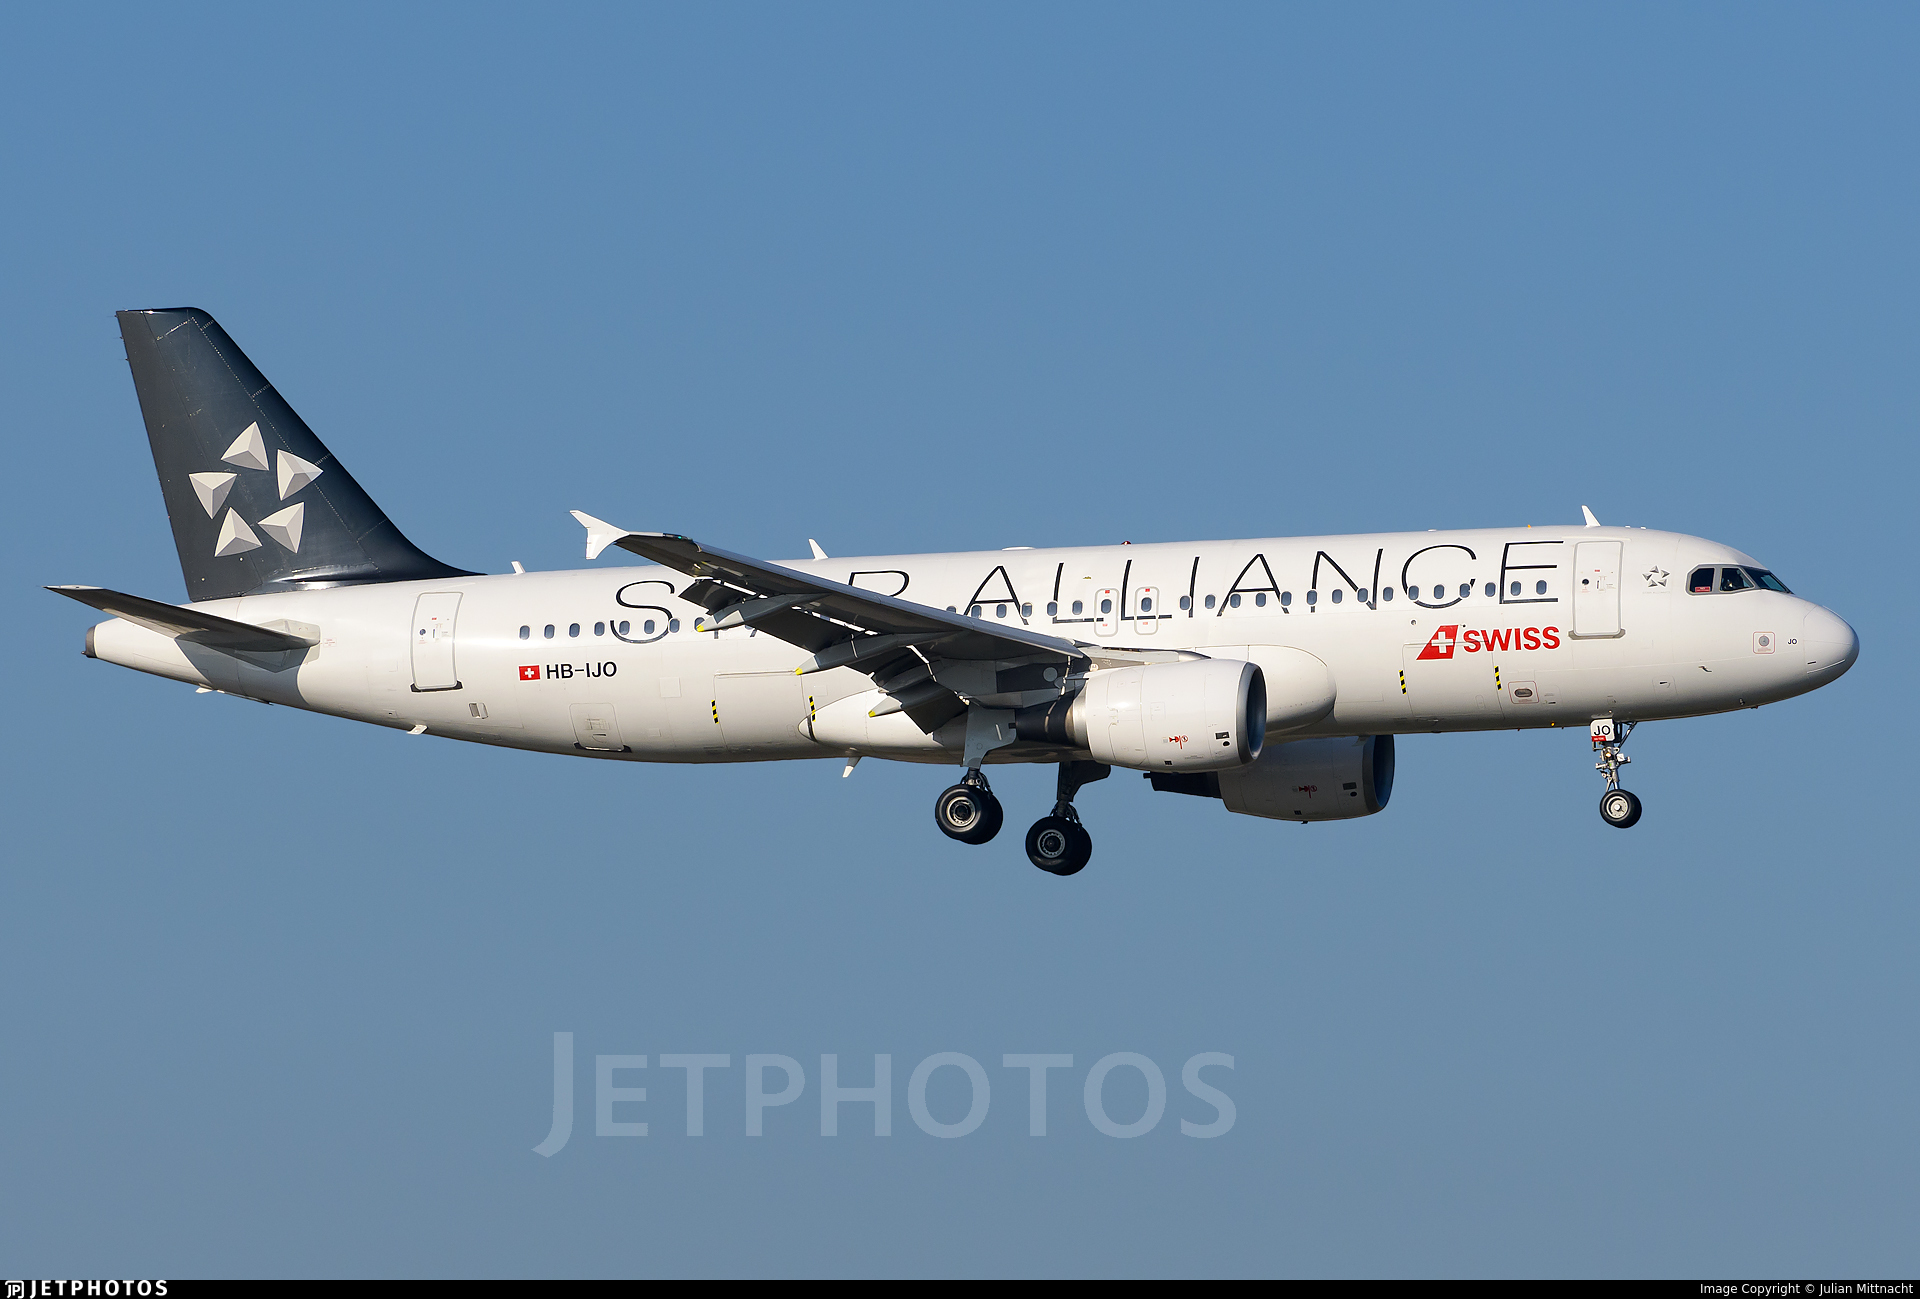 STAR ALLIANCE
SWISS
JO
HB-IJO
JO
JETPHOTOS
JETPHOTOS
Image Copyright © Julian Mittnacht